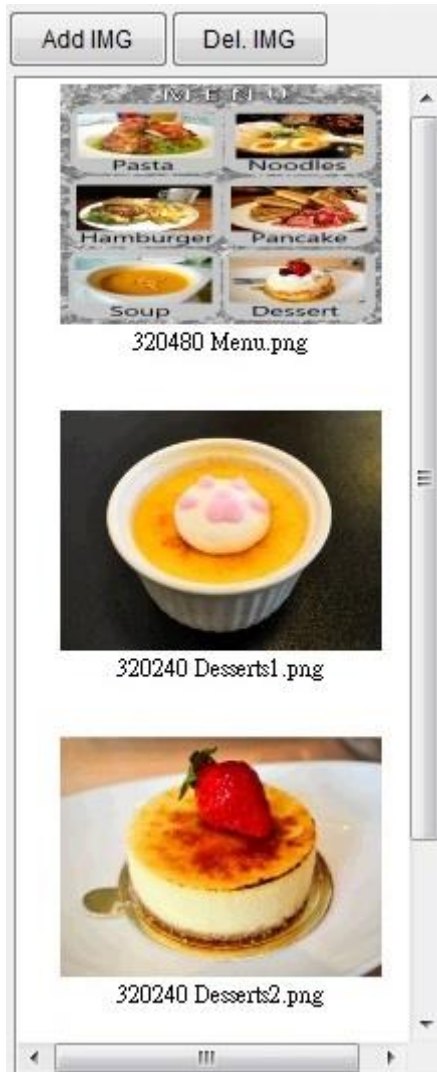 Add IMG Del. IMG
MENU
Pasta Noodles
Hamburger Pancake
Soup Dessert
320480 Menu.png
320240 Desserts1.png
320240 Desserts2.png